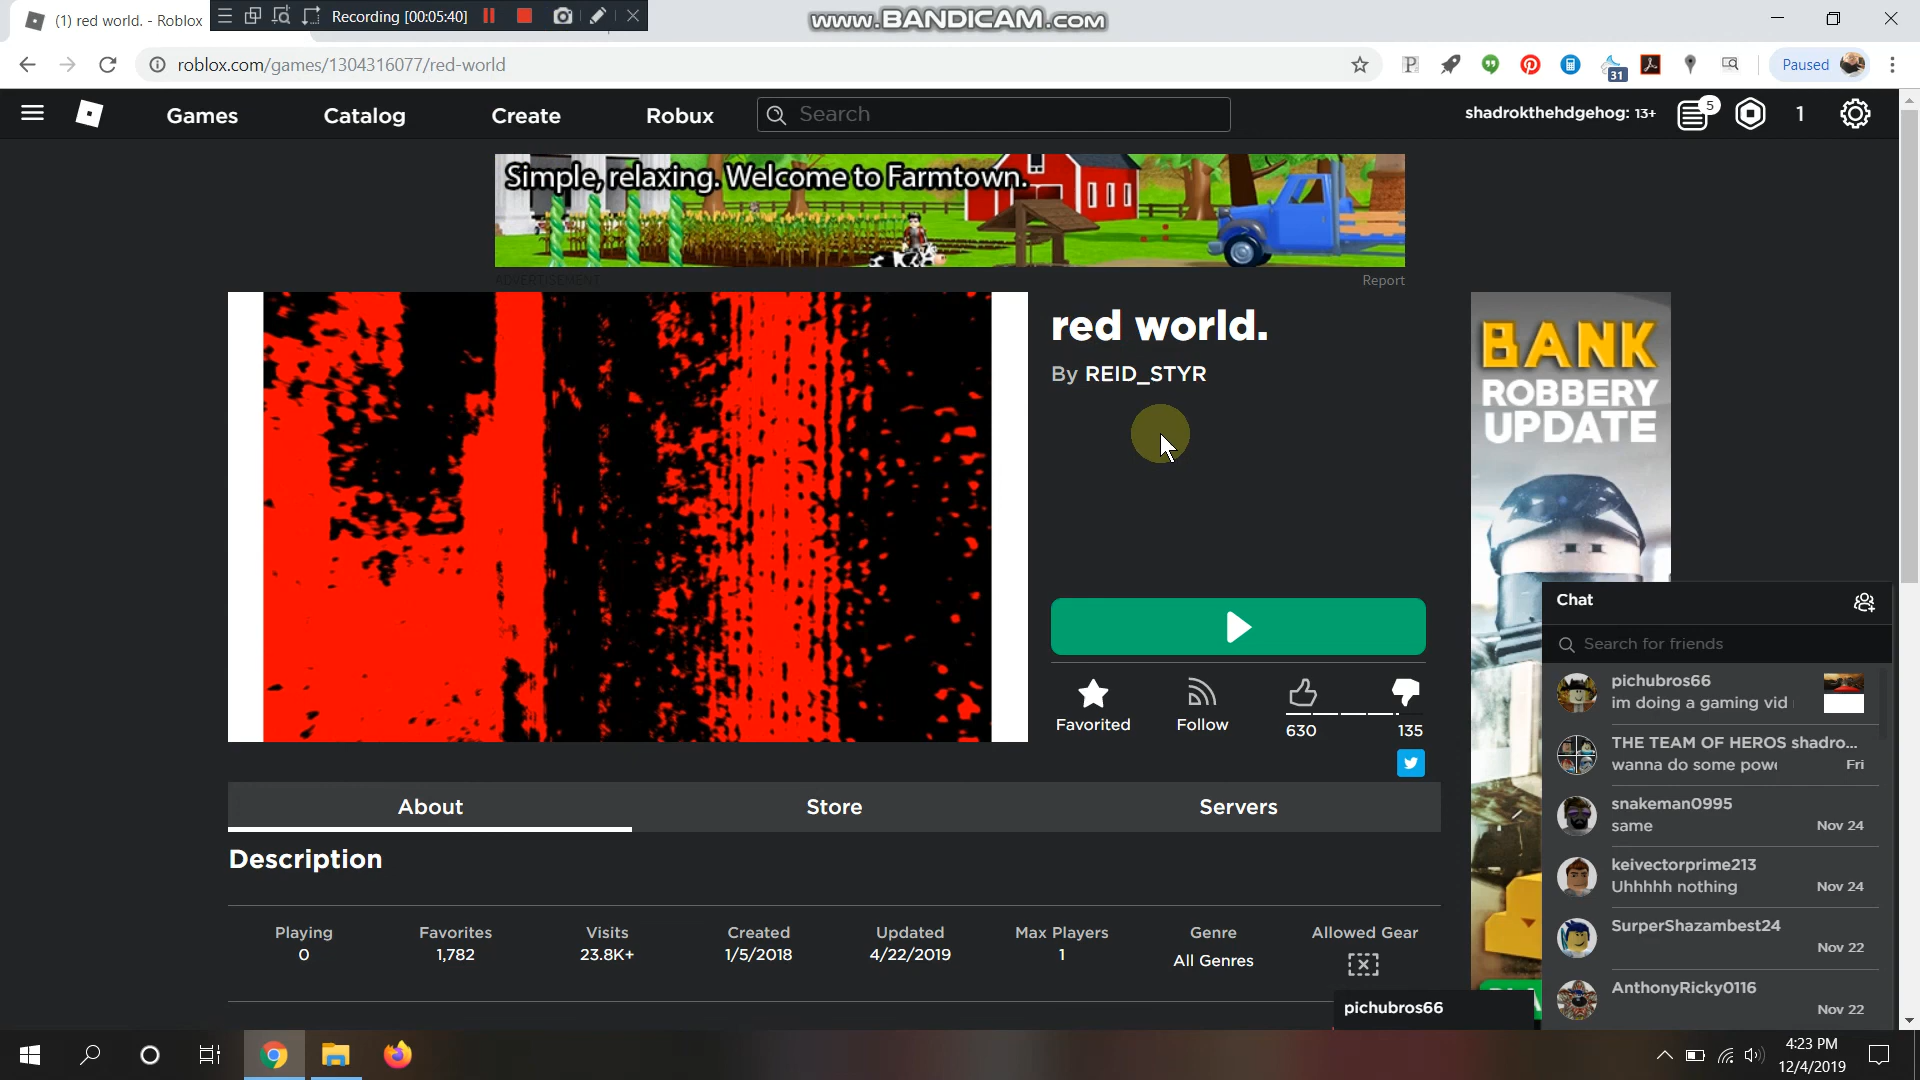 (1) red world. - Roblox
Recording [00:05:40]
www.BANDICAM.com
roblox.com/games/1304316077/red-world
31
Paused
Games
Catalog
Create
Robux
Search
shadrokthehdgehog: 13+
5
1
Simple, relaxing. Welcome to Farmtown.
ADVERTISEMENT
Report
red world.
By REID_STYR
BANK
ROBBERY
UPDATE
Favorited
Follow
630
135
About
Store
Servers
Description
Playing
0
Favorites
1,782
Visits
23.8K+
Created
1/5/2018
Updated
4/22/2019
Max Players
1
Genre
All Genres
Allowed Gear
Chat
Search for friends
pichubros66
im doing a gaming vid
THE TEAM OF HEROS shadro...
wanna do some pow
Fri
snakeman0995
same
Nov 24
keivectorprime213
Uhhhhh nothing
Nov 24
SurperShazambest24
Nov 22
AnthonyRicky0116
Nov 22
pichubros66
4:23 PM
12/4/2019